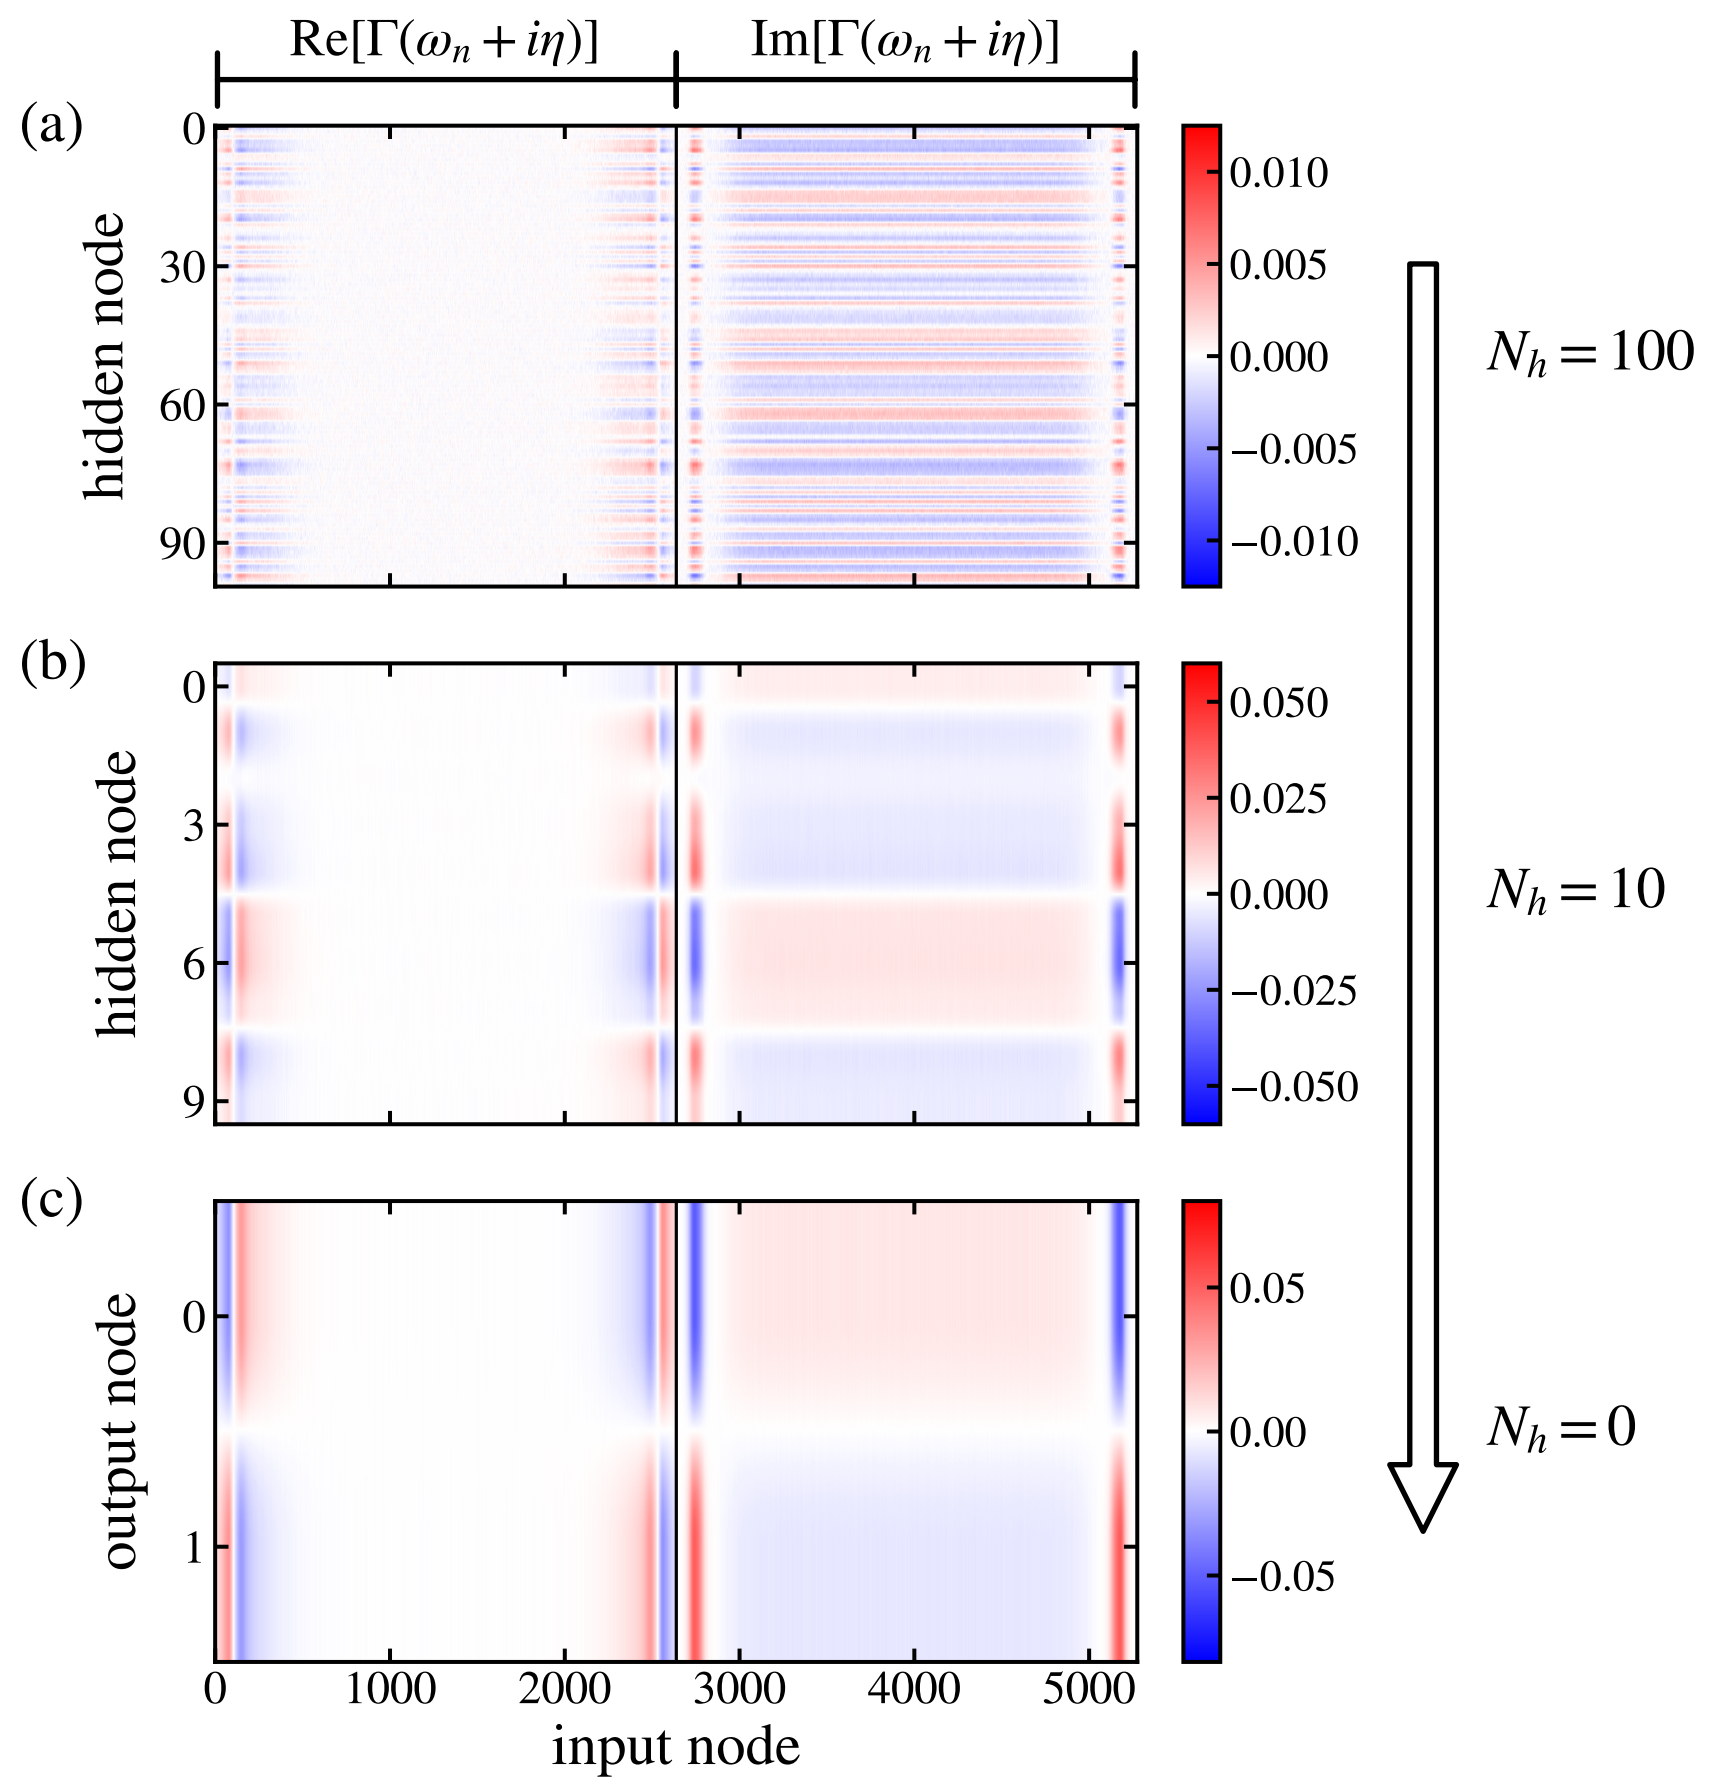 Re[Γ(ωₙ + iη)] Im[Γ(ωₙ + iη)]
(a)
hidden node
0
30
60
90
0.010
0.005
0.000
−0.005
−0.010
Nₕ = 100
(b)
hidden node
0
3
6
9
0.050
0.025
0.000
−0.025
−0.050
Nₕ = 10
(c)
output node
0
1
0.05
0.00
−0.05
Nₕ = 0
0 1000 2000 3000 4000 5000
input node